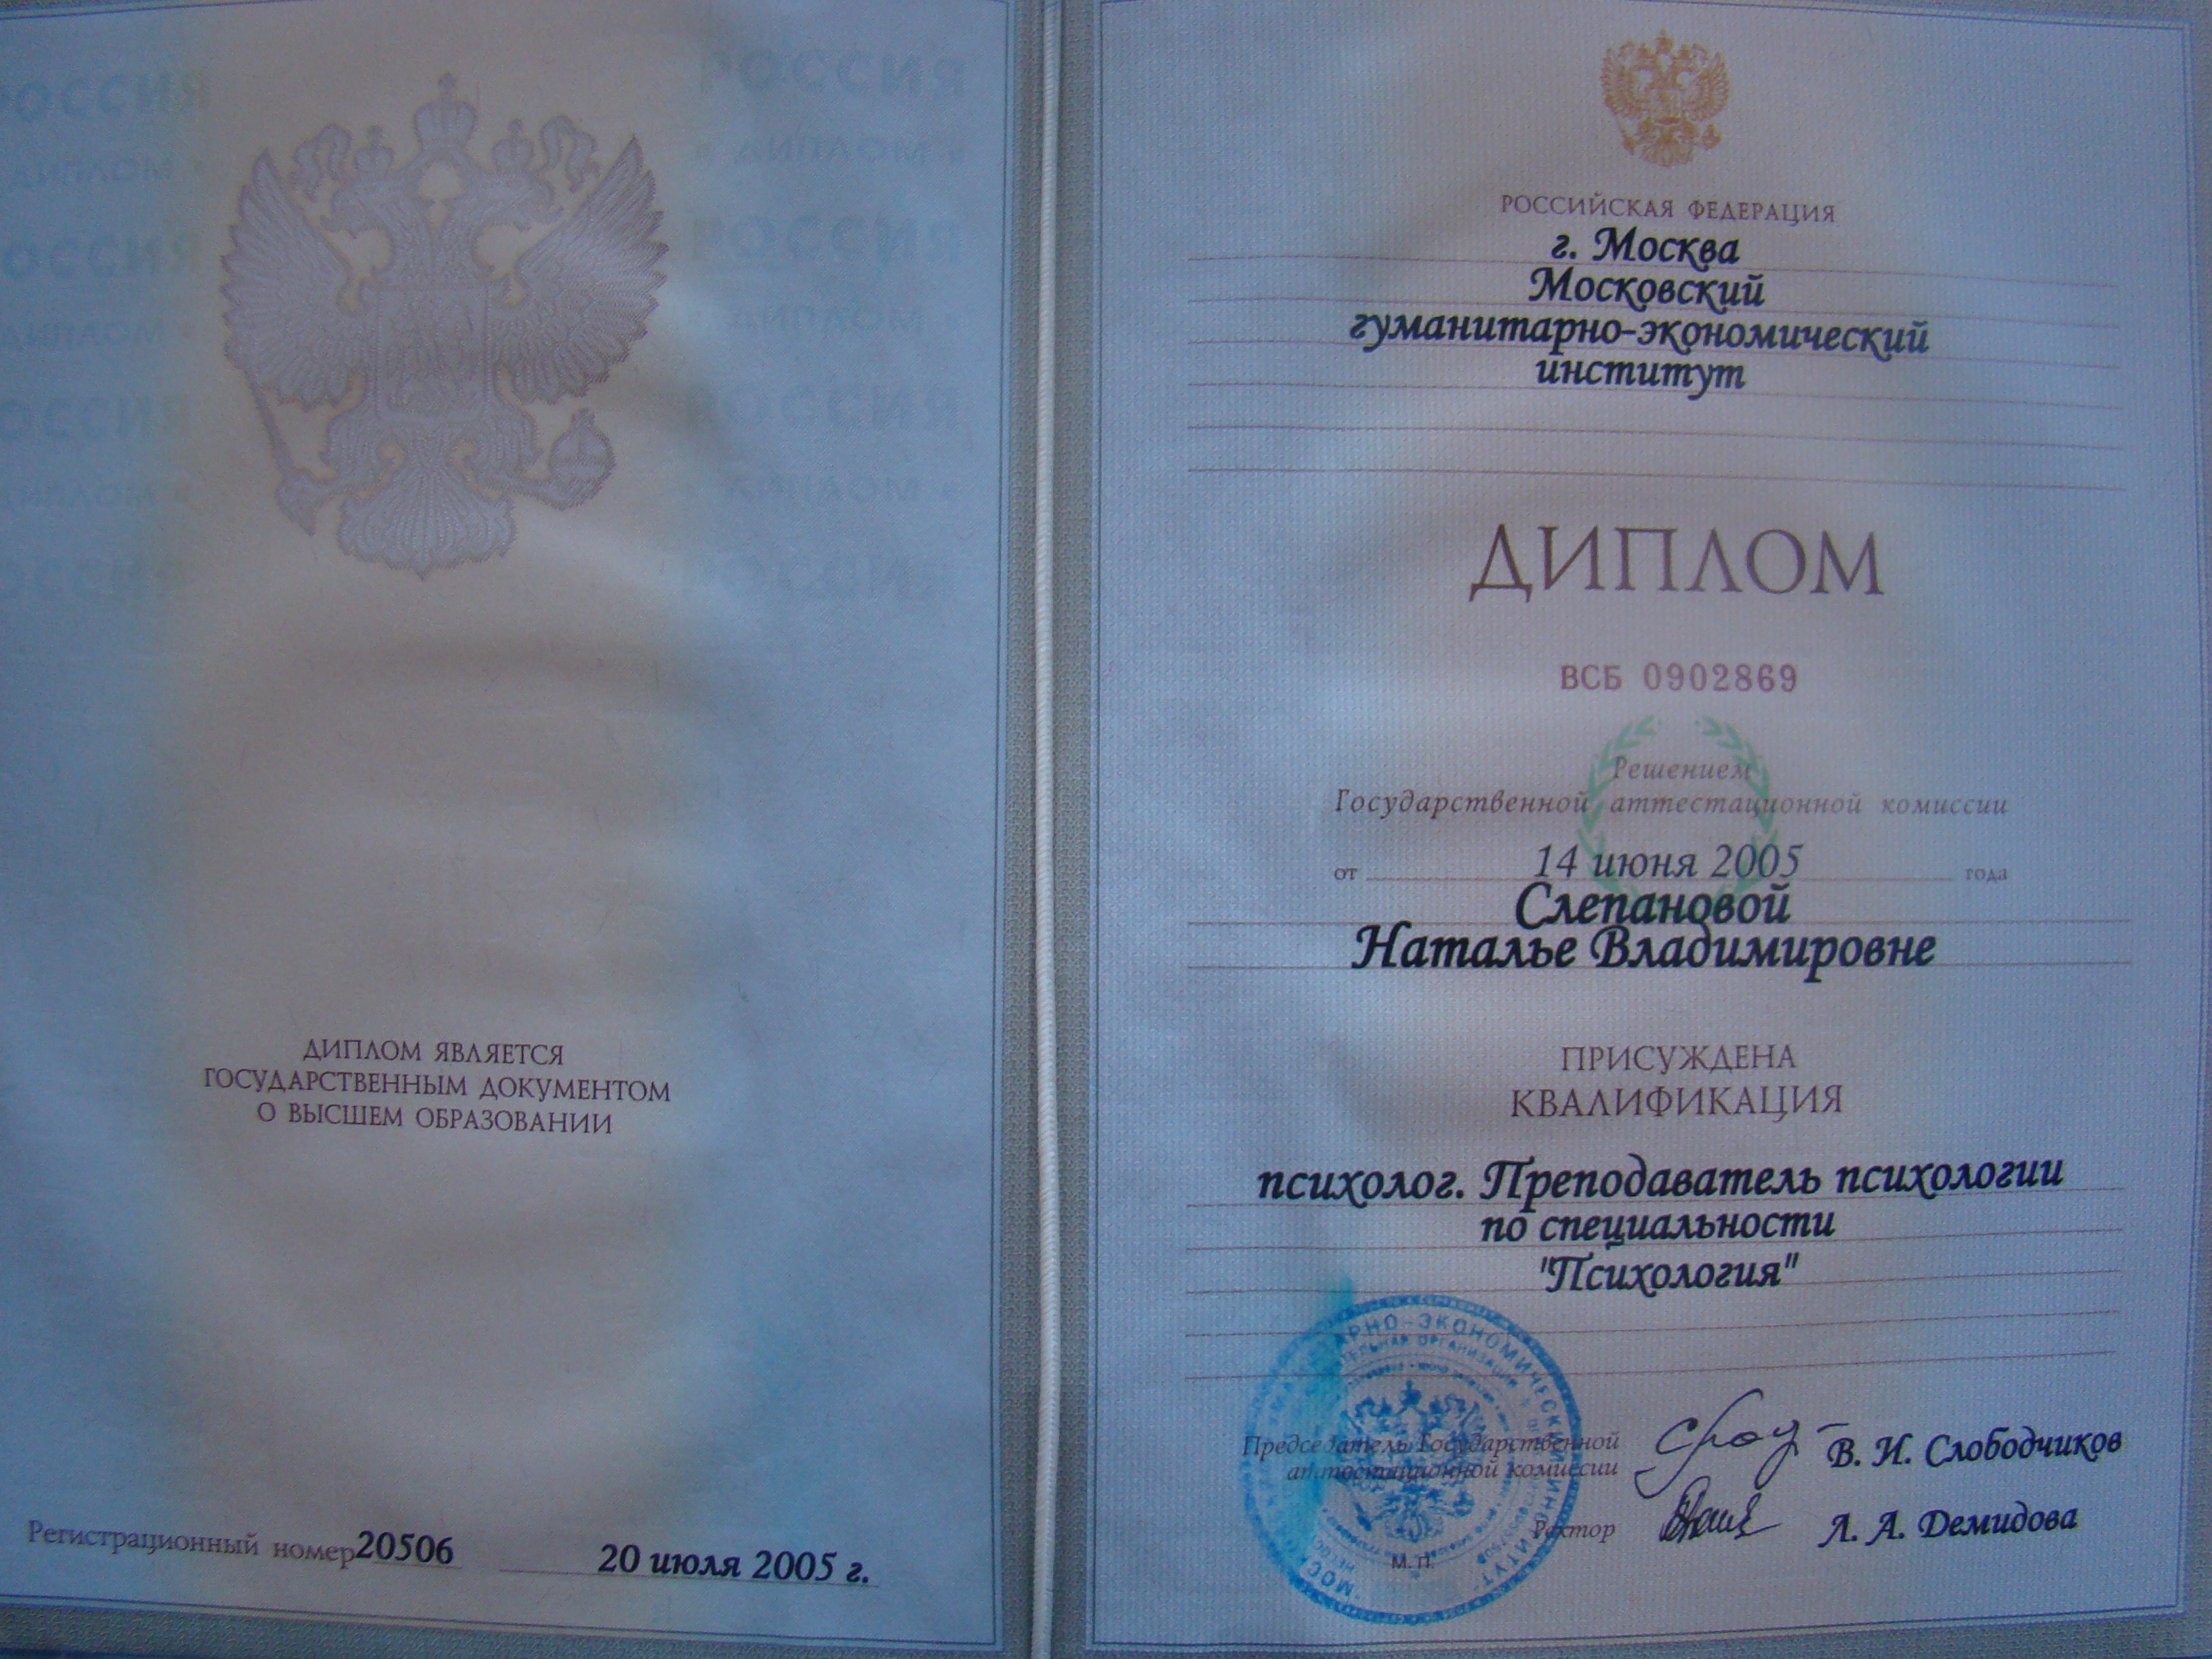 РОССИЯ
• ДИПЛОМ •
РОССИЯ
ДИПЛОМ •
РОССИЯ
• ДИПЛОМ •
РОССИЯ
ДИПЛОМ ЯВЛЯЕТСЯ
ГОСУДАРСТВЕННЫМ ДОКУМЕНТОМ
О ВЫСШЕМ ОБРАЗОВАНИИ
Регистрационный номер 20506
20 июля 2005 г.
РОССИЙСКАЯ ФЕДЕРАЦИЯ
г. Москва
Московский
гуманитарно-экономический
институт
ДИПЛОМ
ВСБ 0902869
Решением
Государственной аттестационной комиссии
от 14 июня 2005 года
Слепановой
Наталье Владимировне
ПРИСУЖДЕНА
КВАЛИФИКАЦИЯ
психолог. Преподаватель психологии
по специальности
"Психология"
Председатель Государственной
аттестационной комиссии
В. И. Слободчиков
Ректор
Л. А. Демидова
М. П.